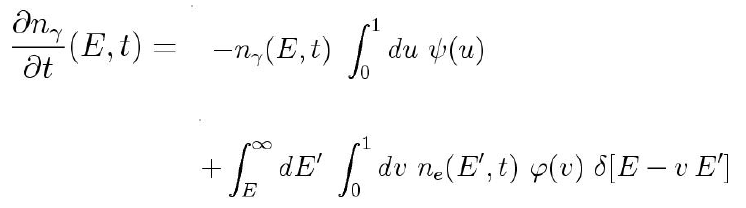 ∂n_γ/∂t (E, t) = −n_γ(E, t) ∫_0^1 du ψ(u)
+ ∫_E^∞ dE′ ∫_0^1 dv n_e(E′, t) φ(v) δ[E − v E′]